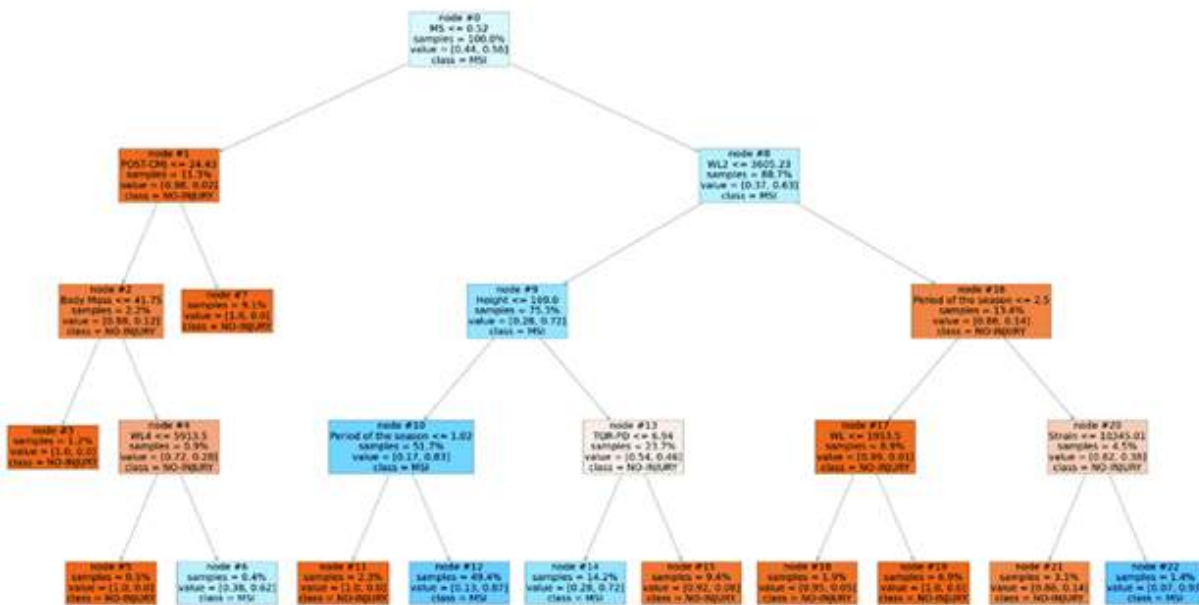 node #0
MS <= 0.52
samples = 100.0%
value = [0.44, 0.56]
class = MSI
node #1
POST-CMJ <= 24.43
samples = 11.3%
value = [0.98, 0.02]
class = NO-INJURY
node #8
WL2 <= 3605.23
samples = 88.7%
value = [0.37, 0.63]
class = MSI
node #2
Body Mass <= 41.75
samples = 2.2%
value = [0.88, 0.12]
class = NO-INJURY
node #7
samples = 9.1%
value = [1.0, 0.0]
class = NO-INJURY
node #9
Height <= 169.0
samples = 75.3%
value = [0.28, 0.72]
class = MSI
node #16
Period of the season <= 2.5
samples = 13.4%
value = [0.86, 0.14]
class = NO-INJURY
node #3
samples = 1.2%
value = [1.0, 0.0]
class = NO-INJURY
node #4
WL4 <= 5913.5
samples = 0.9%
value = [0.72, 0.28]
class = NO-INJURY
node #10
Period of the season <= 1.02
samples = 51.7%
value = [0.17, 0.83]
class = MSI
node #13
TQR-PD <= 6.94
samples = 23.7%
value = [0.54, 0.46]
class = NO-INJURY
node #17
WL <= 1913.5
samples = 8.9%
value = [0.99, 0.01]
class = NO-INJURY
node #20
Strain <= 10345.01
samples = 4.5%
value = [0.62, 0.38]
class = NO-INJURY
node #5
samples = 0.5%
value = [1.0, 0.0]
class = NO-INJURY
node #6
samples = 0.4%
value = [0.38, 0.62]
class = MSI
node #11
samples = 2.3%
value = [1.0, 0.0]
class = NO-INJURY
node #12
samples = 49.4%
value = [0.13, 0.87]
class = MSI
node #14
samples = 14.2%
value = [0.28, 0.72]
class = MSI
node #15
samples = 9.4%
value = [0.92, 0.08]
class = NO-INJURY
node #18
samples = 1.9%
value = [0.95, 0.05]
class = NO-INJURY
node #19
samples = 6.9%
value = [1.0, 0.0]
class = NO-INJURY
node #21
samples = 3.1%
value = [0.86, 0.14]
class = NO-INJURY
node #22
samples = 1.4%
value = [0.07, 0.9
class = MSI